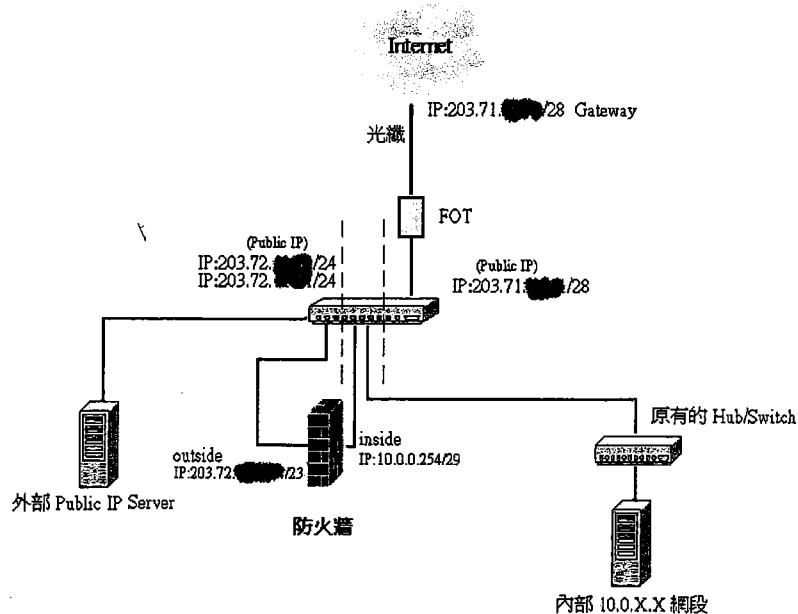 Internet
IP:203.71. /28 Gateway
光纖
FOT
(Public IP)
IP:203.72. /24
IP:203.72. /24
(Public IP)
IP:203.71. /28
原有的 Hub/Switch
outside
IP:203.72. /23
inside
IP:10.0.0.254/29
外部 Public IP Server
防火牆
內部 10.0.X.X 網段